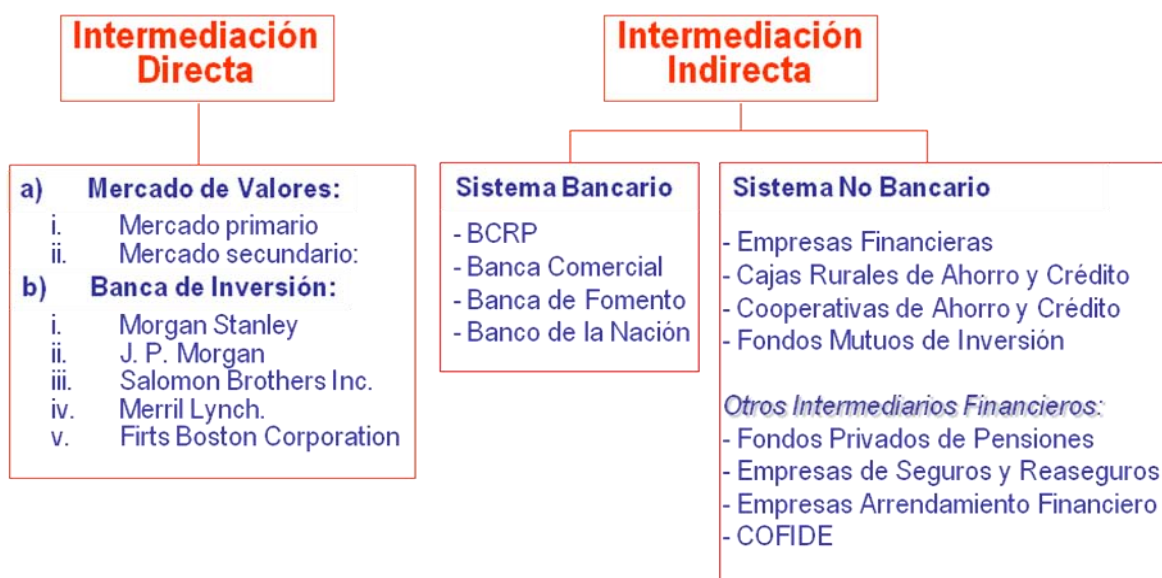 Intermediación
Directa
a) Mercado de Valores:
i. Mercado primario
ii. Mercado secundario:
b) Banca de Inversión:
i. Morgan Stanley
ii. J. P. Morgan
iii. Salomon Brothers Inc.
iv. Merril Lynch.
v. Firts Boston Corporation
Intermediación
Indirecta
Sistema Bancario
- BCRP
- Banca Comercial
- Banca de Fomento
- Banco de la Nación
Sistema No Bancario
- Empresas Financieras
- Cajas Rurales de Ahorro y Crédito
- Cooperativas de Ahorro y Crédito
- Fondos Mutuos de Inversión
Otros Intermediarios Financieros:
- Fondos Privados de Pensiones
- Empresas de Seguros y Reaseguros
- Empresas Arrendamiento Financiero
- COFIDE